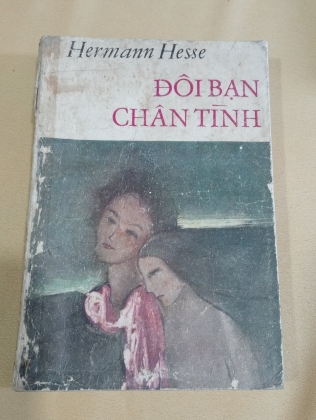 Hermann Hesse
ĐÔI BẠN
CHÂN TÌNH